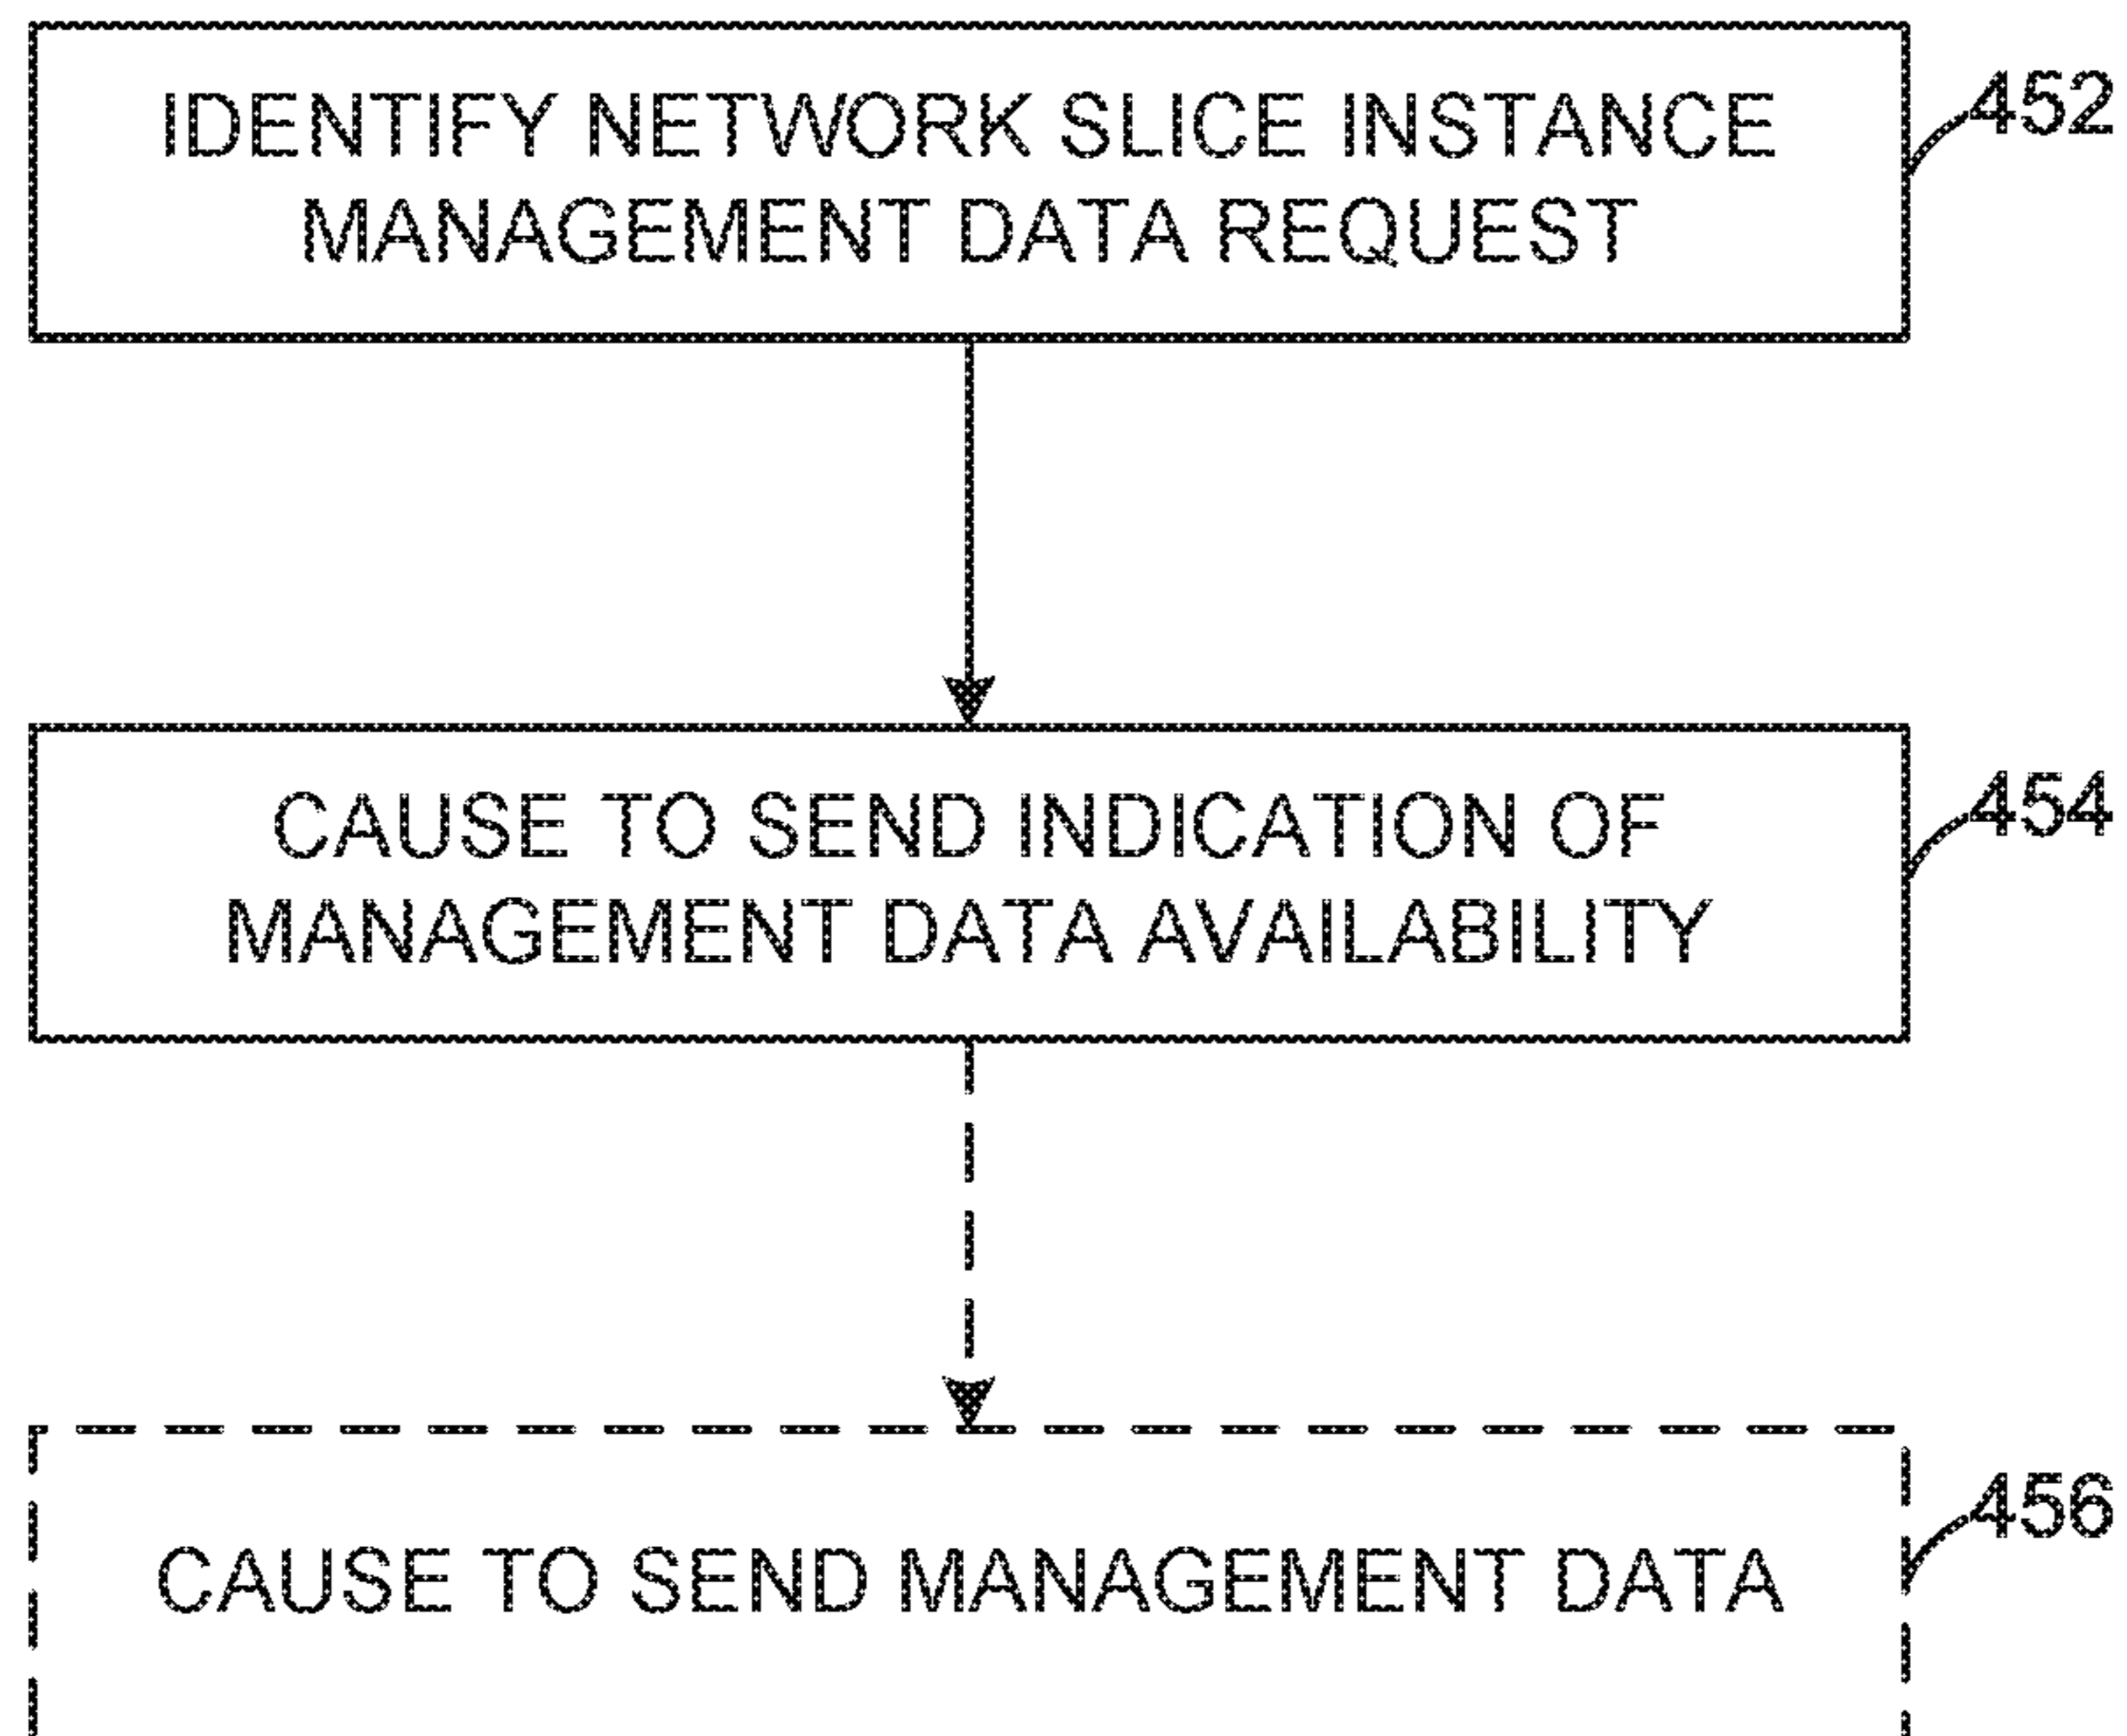 IDENTIFY NETWORK SLICE INSTANCE
MANAGEMENT DATA REQUEST
452
CAUSE TO SEND INDICATION OF
MANAGEMENT DATA AVAILABILITY
454
CAUSE TO SEND MANAGEMENT DATA
456